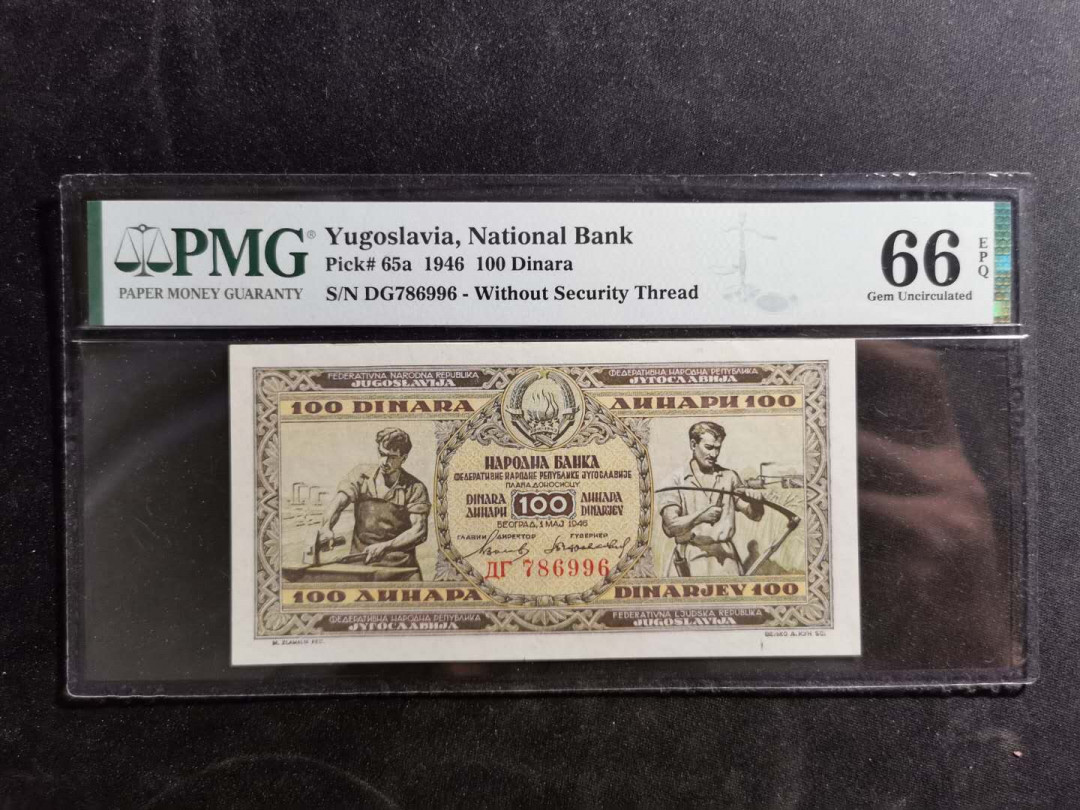 PMG®
PAPER MONEY GUARANTY
Yugoslavia, National Bank
Pick# 65a 1946 100 Dinara
S/N DG786996 - Without Security Thread
66
EPQ
Gem Uncirculated
FEDERATIVNA NARODNA REPUBLIKA
JUGOSLAVIJA
ФЕДЕРАТИВНА НАРОДНА РЕПУБЛИКА
ЈУГОСЛАВИЈА
100 DINARA
ДИНАРИ 100
НАРОДНА БАНКА
ФЕДЕРАТИВНЕ НАРОДНЕ РЕПУБЛИКЕ ЈУГОСЛАВИЈЕ
ПЛАЋА ДОНОСИОЦУ
DINARA 100 ДИНАРА
ДИНАРИ DINARJEV
БЕОГРАД, 1 МАЈ 1946
ГЛАВНИ ДИРЕКТОР ГУВЕРНЕР
ДГ 786996
100 ДИНАРА
DINARJEV 100
ФЕДЕРАТИВНА НАРОДНА РЕПУБЛИКА
ЈУГОСЛАВИЈА
FEDERATIVNA LJUDSKA REPUBLIKA
JUGOSLAVIJA